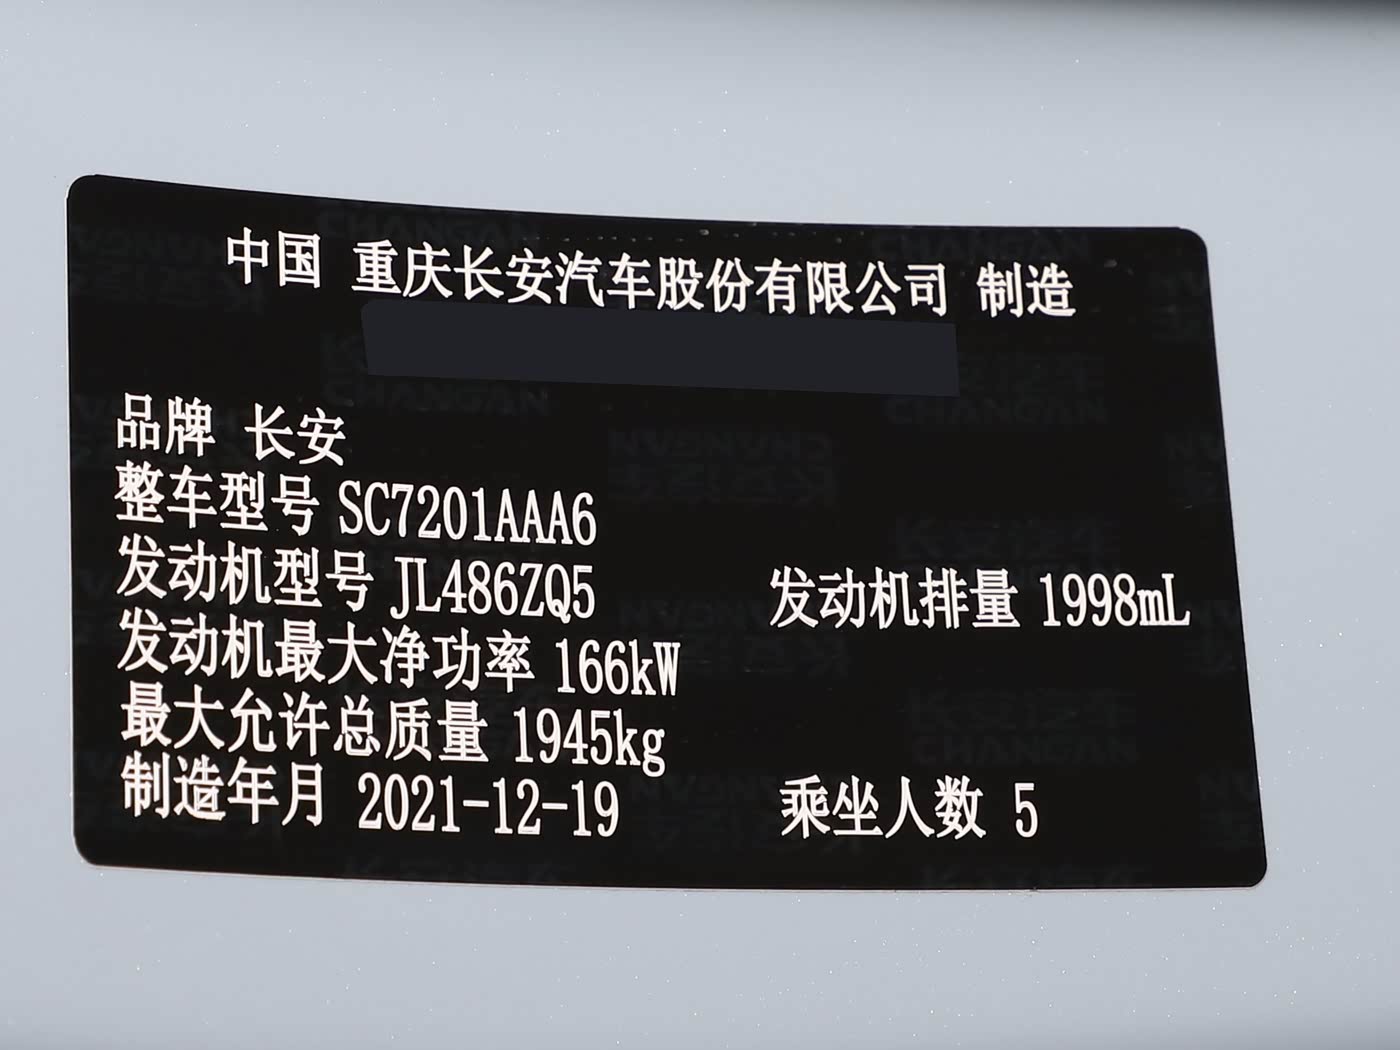 中国 重庆长安汽车股份有限公司 制造
品牌 长安
整车型号 SC7201AAA6
发动机型号 JL486ZQ5 发动机排量 1998mL
发动机最大净功率 166kW
最大允许总质量 1945kg
制造年月 2021-12-19 乘坐人数 5